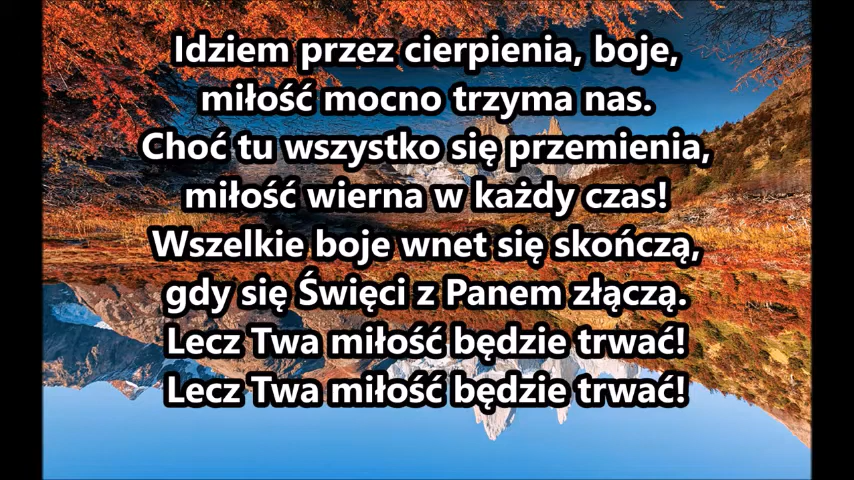 Idziem przez cierpienia, boje,
miłość mocno trzyma nas.
Choć tu wszystko się przemienia,
miłość wierna w każdy czas!
Wszelkie boje wnet się skończą,
gdy się Święci z Panem złączą.
Lecz Twa miłość będzie trwać!
Lecz Twa miłość będzie trwać!